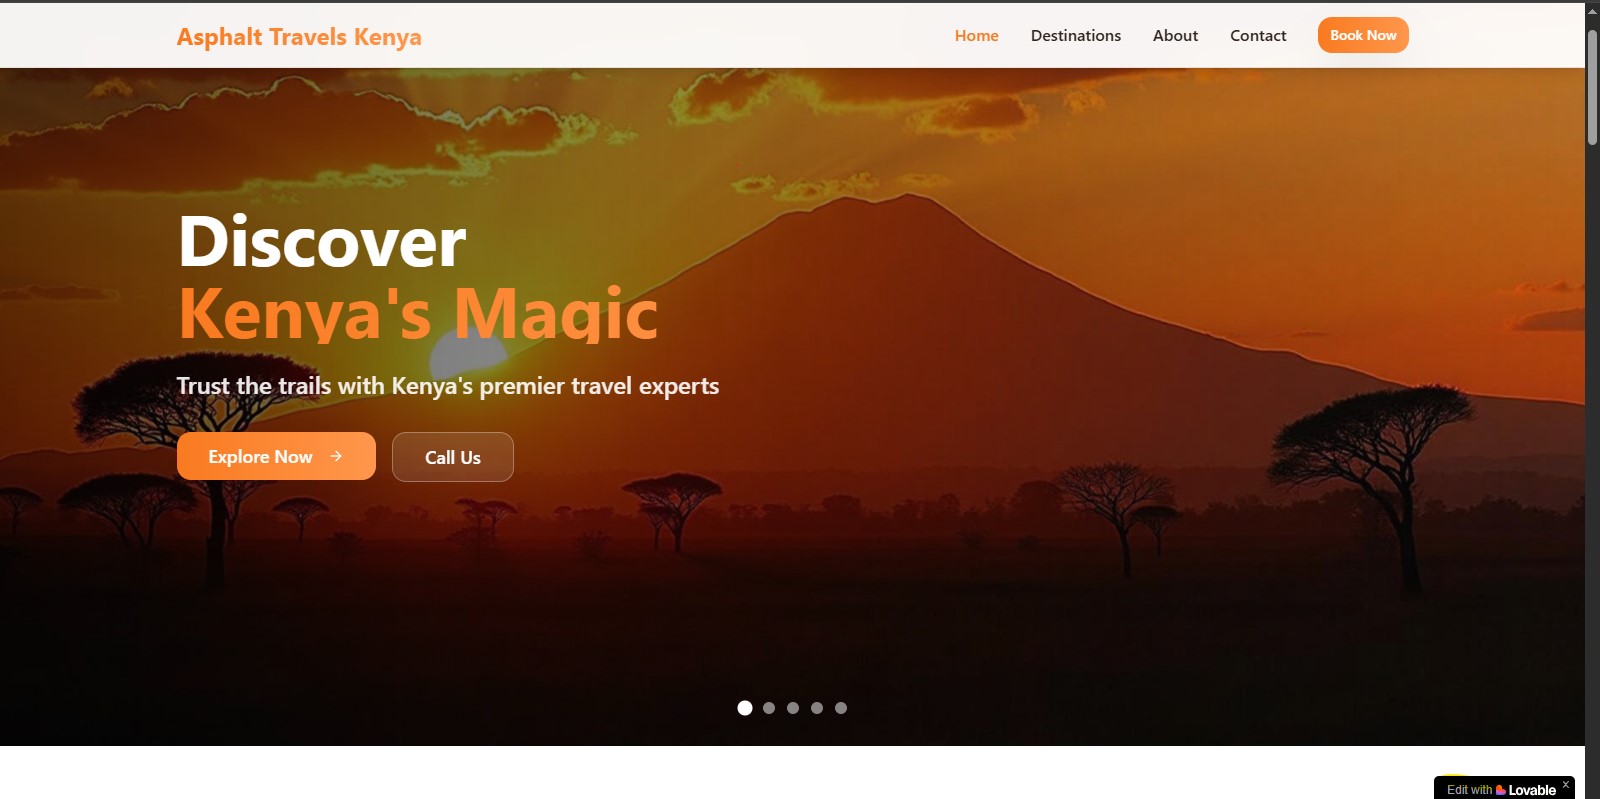 Asphalt Travels Kenya
Home Destinations About Contact Book Now
Discover
Kenya's Magic
Trust the trails with Kenya's premier travel experts
Explore Now →
Call Us
Edit with Lovable ×